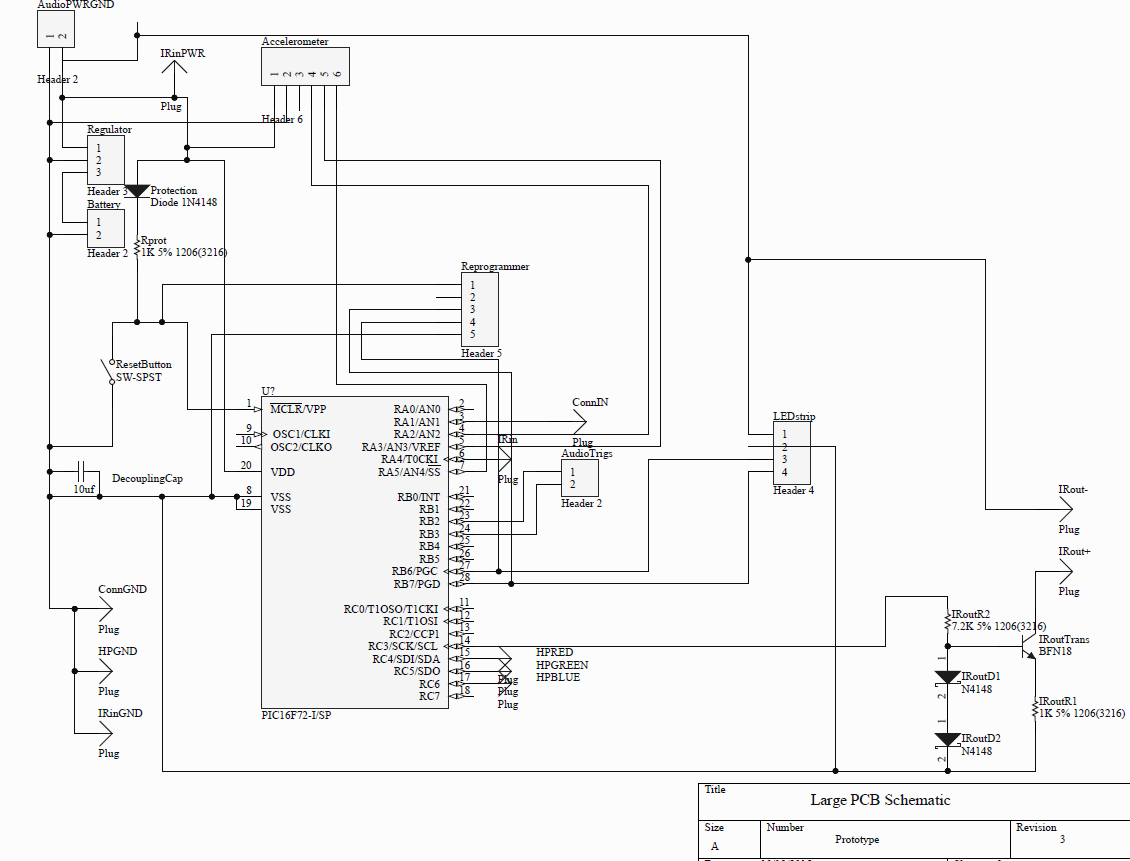 AudioPWRGND
1 2
Header 2
IRinPWR
Plug
Accelerometer
1 2 3 4 5 6
Header 6
Regulator
1
2
3
Header 3
Protection
Diode 1N4148
Battery
1
2
Header 2
Rprot
1K 5% 1206(3216)
Reprogrammer
1
2
3
4
5
Header 5
ResetButton
SW-SPST
DecouplingCap
10uf
U?
1 MCLR/VPP
9 OSC1/CLKI
10 OSC2/CLKO
20 VDD
8 VSS
19 VSS
RA0/AN0 2
RA1/AN1 3
RA2/AN2 4
RA3/AN3/VREF 5
RA4/T0CKI 6
RA5/AN4/SS 7
RB0/INT 21
RB1 22
RB2 23
RB3 24
RB4 25
RB5 26
RB6/PGC 27
RB7/PGD 28
RC0/T1OSO/T1CKI 11
RC1/T1OSI 12
RC2/CCP1 13
RC3/SCK/SCL 14
RC4/SDI/SDA 15
RC5/SDO 16
RC6 17
RC7 18
PIC16F72-I/SP
ConnIN
Plug
IRin
Plug
AudioTrigs
1
2
Header 2
HPRED
HPGREEN
HPBLUE
Plug
Plug
Plug
LEDstrip
1
2
3
4
Header 4
IRout-
Plug
IRout+
Plug
IRoutR2
7.2K 5% 1206(3216)
IRoutTrans
BFN18
1
IRoutD1
N4148
2
IRoutR1
1K 5% 1206(3216)
1
IRoutD2
N4148
2
ConnGND
Plug
HPGND
Plug
IRinGND
Plug
Title
Large PCB Schematic
Size
A
Number
Prototype
Revision
3